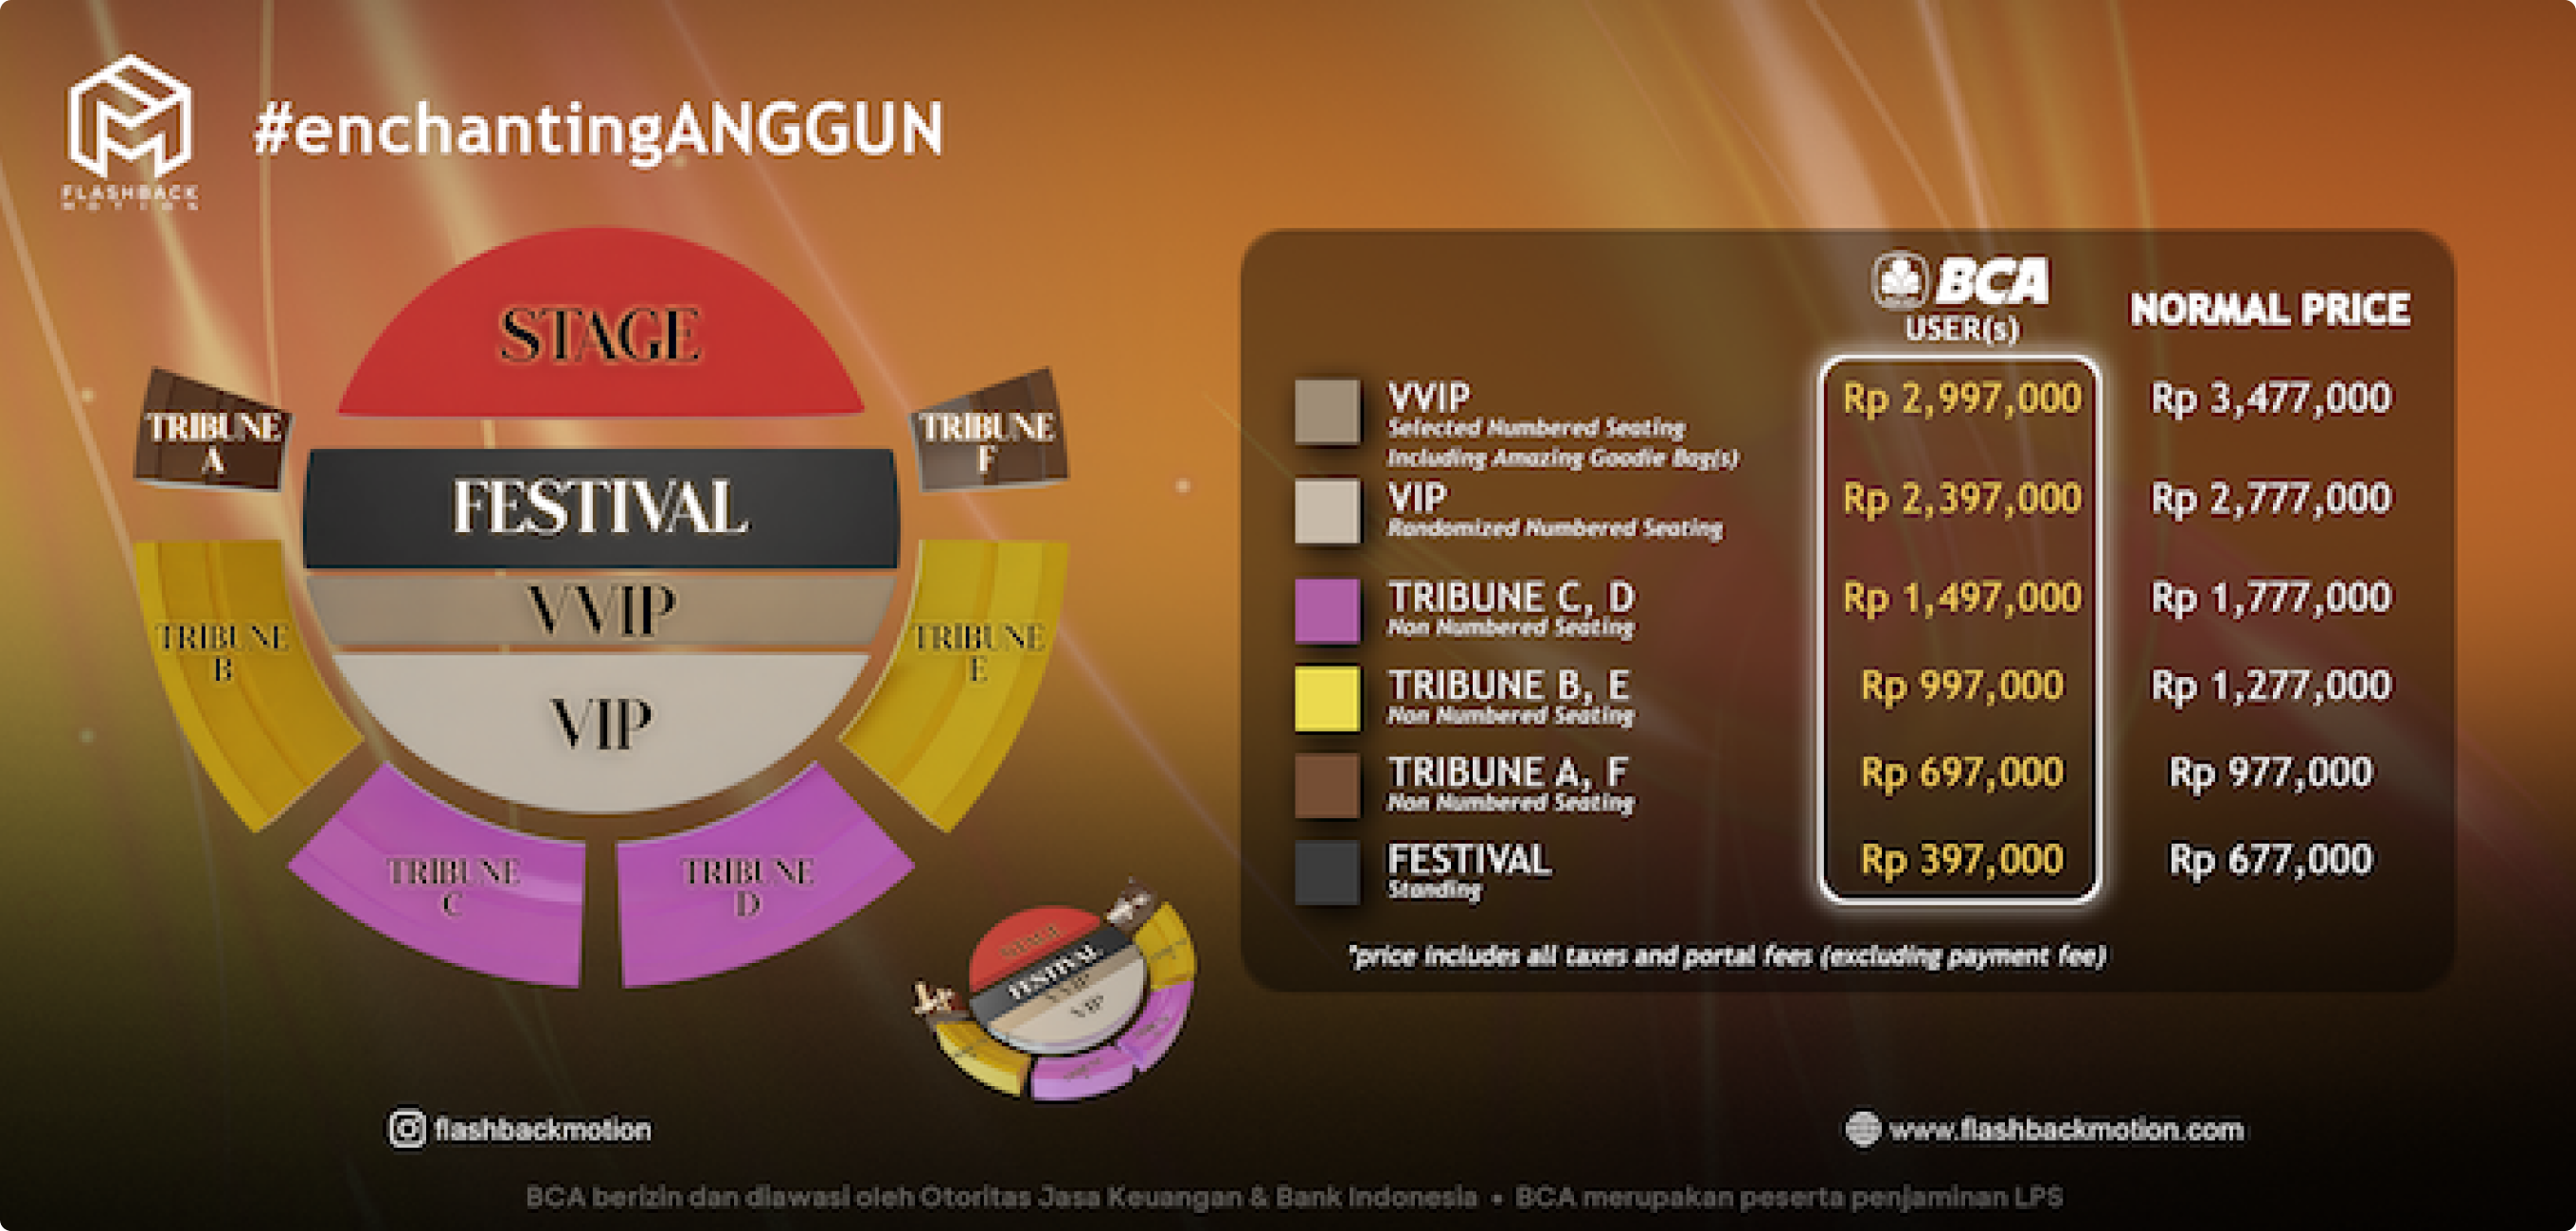 FLASHBACK
MOTION
#enchantingANGGUN
STAGE
TRIBUNE
A
TRIBUNE
F
FESTIVAL
VVIP
TRIBUNE
B
TRIBUNE
E
VIP
TRIBUNE
C
TRIBUNE
D
STAGE
FESTIVAL
VVIP
VIP
BCA
USER(s)
NORMAL PRICE
VVIP Rp 2,997,000 Rp 3,477,000
Selected Numbered Seating
Including Amazing Goodie Bag(s)
VIP Rp 2,397,000 Rp 2,777,000
Randomized Numbered Seating
TRIBUNE C, D Rp 1,497,000 Rp 1,777,000
Non Numbered Seating
TRIBUNE B, E Rp 997,000 Rp 1,277,000
Non Numbered Seating
TRIBUNE A, F Rp 697,000 Rp 977,000
Non Numbered Seating
FESTIVAL Rp 397,000 Rp 677,000
Standing
*price includes all taxes and portal fees (excluding payment fee)
flashbackmotion
www.flashbackmotion.com
BCA berizin dan diawasi oleh Otoritas Jasa Keuangan & Bank Indonesia • BCA merupakan peserta penjaminan LPS